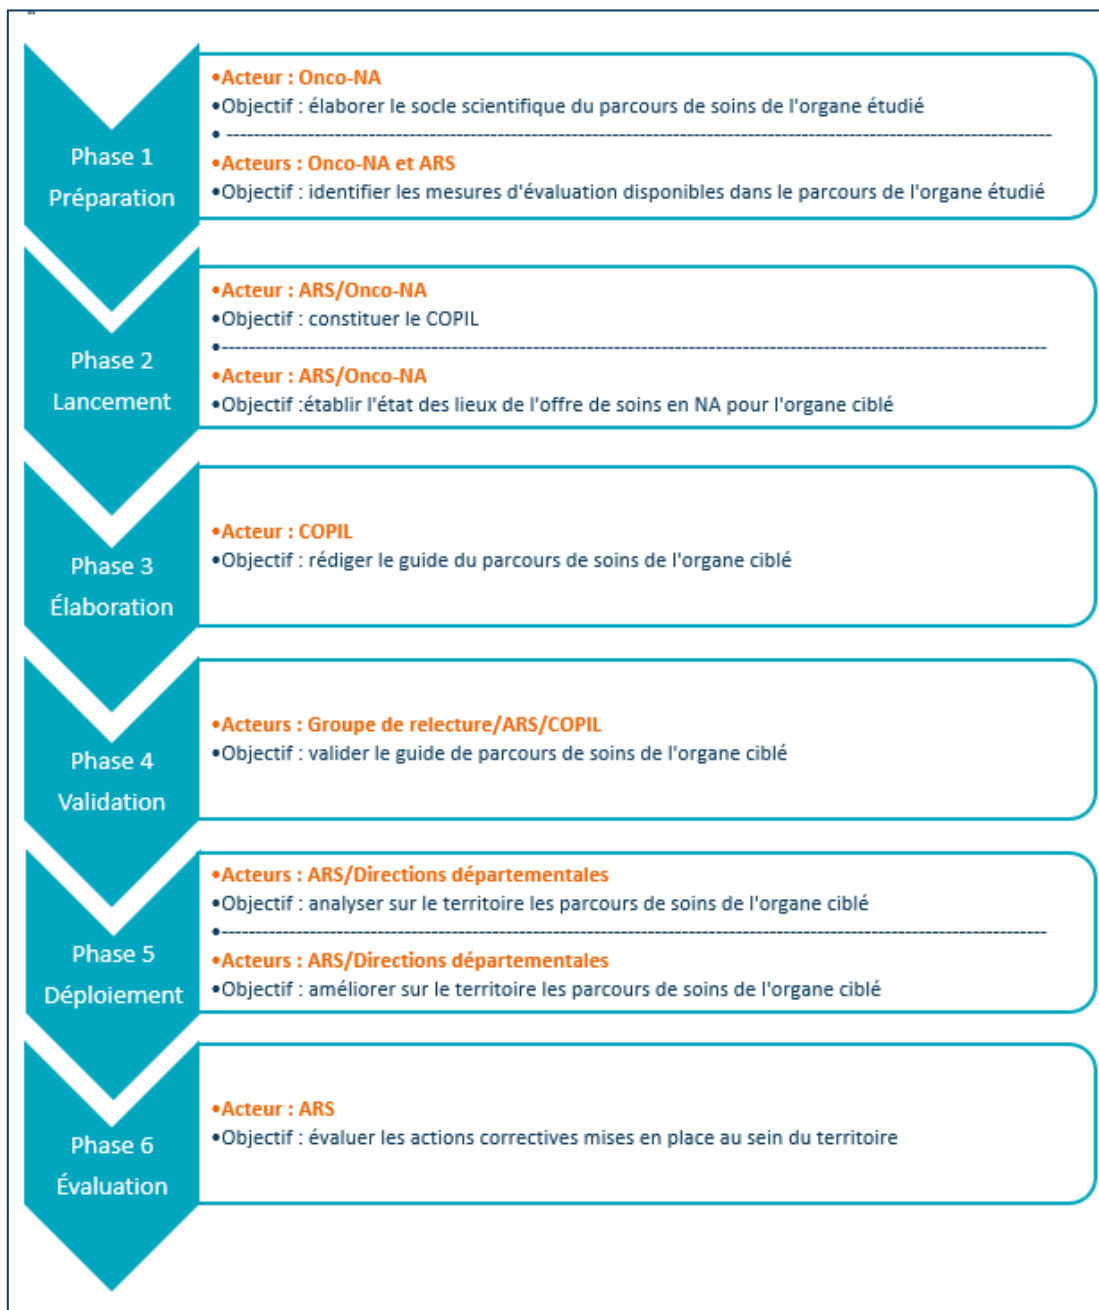 Phase 1
Préparation
•Acteur : Onco-NA
•Objectif : élaborer le socle scientifique du parcours de soins de l'organe étudié
• ------------------------------------------------------------
•Acteurs : Onco-NA et ARS
•Objectif : identifier les mesures d'évaluation disponibles dans le parcours de l'organe étudié
Phase 2
Lancement
•Acteur : ARS/Onco-NA
•Objectif : constituer le COPIL
•------------------------------------------------------------
•Acteur : ARS/Onco-NA
•Objectif :établir l'état des lieux de l'offre de soins en NA pour l'organe ciblé
Phase 3
Élaboration
•Acteur : COPIL
•Objectif : rédiger le guide du parcours de soins de l'organe ciblé
Phase 4
Validation
•Acteurs : Groupe de relecture/ARS/COPIL
•Objectif : valider le guide de parcours de soins de l'organe ciblé
Phase 5
Déploiement
•Acteurs : ARS/Directions départementales
•Objectif : analyser sur le territoire les parcours de soins de l'organe ciblé
•------------------------------------------------------------
•Acteurs : ARS/Directions départementales
•Objectif : améliorer sur le territoire les parcours de soins de l'organe ciblé
Phase 6
Évaluation
•Acteur : ARS
•Objectif : évaluer les actions correctives mises en place au sein du territoire